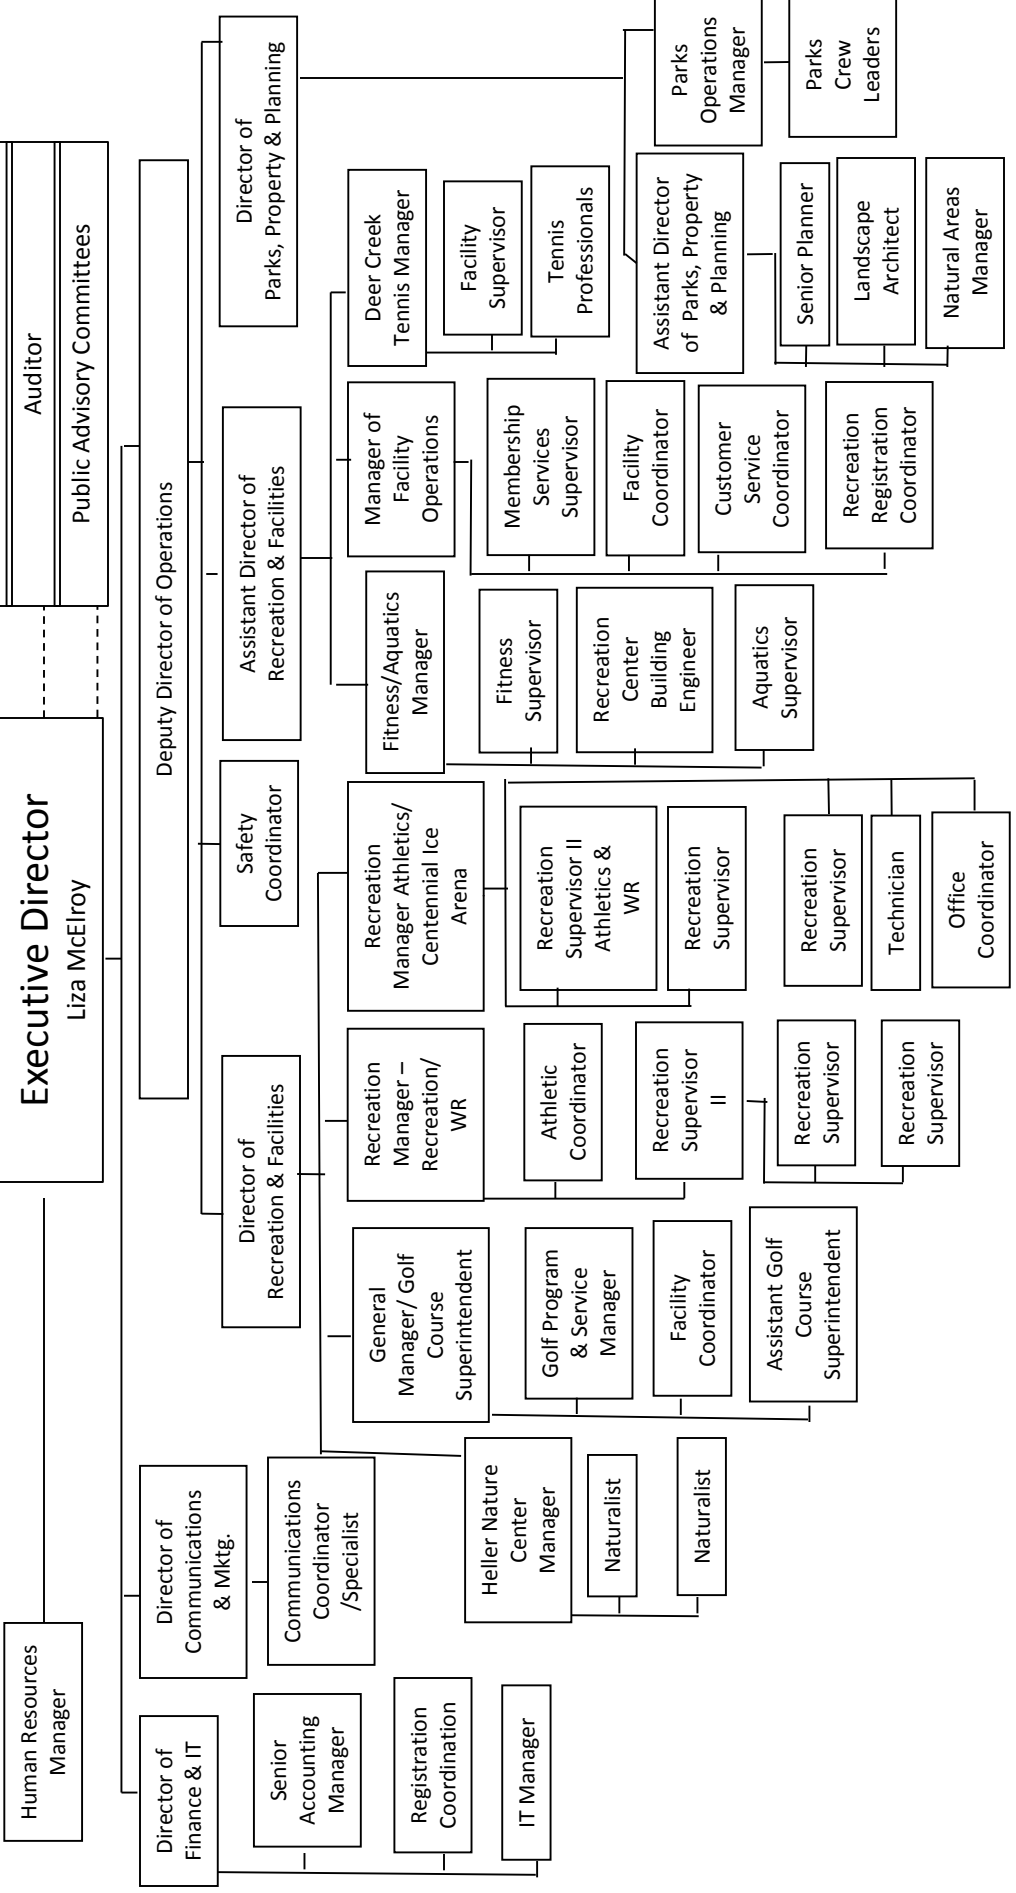 Auditor
Public Advisory Committees
Executive Director
Liza McElroy
Human Resources
Manager
Director of
Finance & IT
Senior
Accounting
Manager
Registration
Coordination
IT Manager
Director of
Communications
& Mktg.
Communications
Coordinator
/Specialist
Deputy Director of Operations
Director of
Recreation & Facilities
Safety
Coordinator
Assistant Director of
Recreation & Facilities
Director of
Parks, Property & Planning
Heller Nature
Center
Manager
Naturalist
Naturalist
General
Manager/ Golf
Course
Superintendent
Golf Program
& Service
Manager
Facility
Coordinator
Assistant Golf
Course
Superintendent
Recreation
Manager –
Recreation/
WR
Athletic
Coordinator
Recreation
Supervisor
II
Recreation
Supervisor
Recreation
Supervisor
Recreation
Manager Athletics/
Centennial Ice
Arena
Recreation
Supervisor II
Athletics &
WR
Recreation
Supervisor
Recreation
Supervisor
Technician
Office
Coordinator
Fitness/Aquatics
Manager
Fitness
Supervisor
Recreation
Center
Building
Engineer
Aquatics
Supervisor
Manager of
Facility
Operations
Membership
Services
Supervisor
Facility
Coordinator
Customer
Service
Coordinator
Recreation
Registration
Coordinator
Deer Creek
Tennis Manager
Facility
Supervisor
Tennis
Professionals
Assistant Director
of Parks, Property
& Planning
Senior Planner
Landscape
Architect
Natural Areas
Manager
Parks
Operations
Manager
Parks
Crew
Leaders